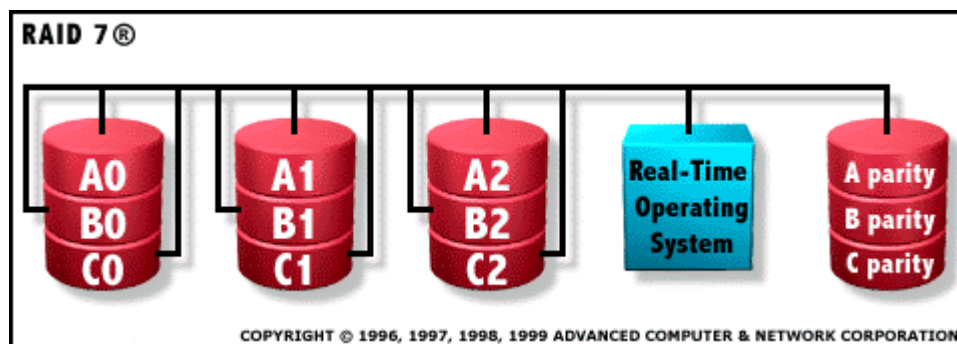 RAID 7®
A0
B0
C0
A1
B1
C1
A2
B2
C2
Real-Time
Operating
System
A parity
B parity
C parity
COPYRIGHT © 1996, 1997, 1998, 1999 ADVANCED COMPUTER & NETWORK CORPORATION